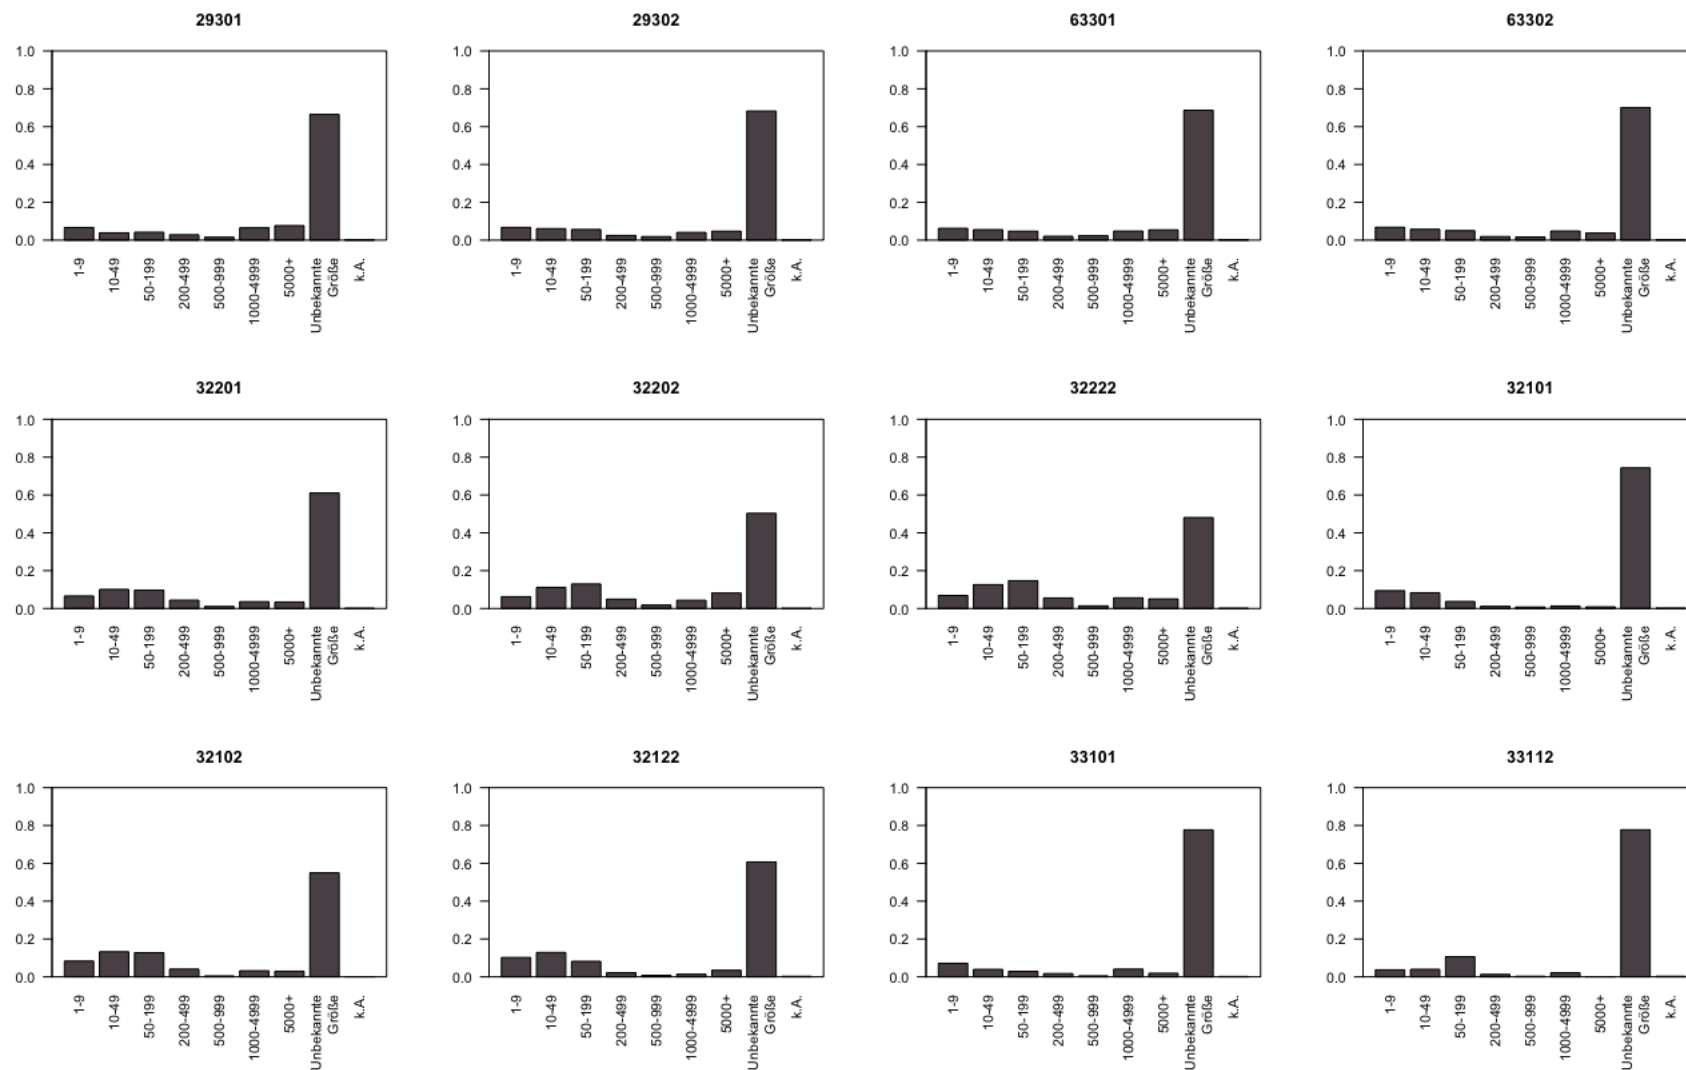 29301
29302
63301
63302
1.0 1.0 1.0 1.0
0.8 0.8 0.8 0.8
0.6 0.6 0.6 0.6
0.4 0.4 0.4 0.4
0.2 0.2 0.2 0.2
0.0 0.0 0.0 0.0
1-9
10-49
50-199
200-499
500-999
1000-4999
5000+
Unbekannte
Größe
k.A.
1-9
10-49
50-199
200-499
500-999
1000-4999
5000+
Unbekannte
Größe
k.A.
1-9
10-49
50-199
200-499
500-999
1000-4999
5000+
Unbekannte
Größe
k.A.
1-9
10-49
50-199
200-499
500-999
1000-4999
5000+
Unbekannte
Größe
k.A.
32201
32202
32222
32101
1.0 1.0 1.0 1.0
0.8 0.8 0.8 0.8
0.6 0.6 0.6 0.6
0.4 0.4 0.4 0.4
0.2 0.2 0.2 0.2
0.0 0.0 0.0 0.0
1-9
10-49
50-199
200-499
500-999
1000-4999
5000+
Unbekannte
Größe
k.A.
1-9
10-49
50-199
200-499
500-999
1000-4999
5000+
Unbekannte
Größe
k.A.
1-9
10-49
50-199
200-499
500-999
1000-4999
5000+
Unbekannte
Größe
k.A.
1-9
10-49
50-199
200-499
500-999
1000-4999
5000+
Unbekannte
Größe
k.A.
32102
32122
33101
33112
1.0 1.0 1.0 1.0
0.8 0.8 0.8 0.8
0.6 0.6 0.6 0.6
0.4 0.4 0.4 0.4
0.2 0.2 0.2 0.2
0.0 0.0 0.0 0.0
1-9
10-49
50-199
200-499
500-999
1000-4999
5000+
Unbekannte
Größe
k.A.
1-9
10-49
50-199
200-499
500-999
1000-4999
5000+
Unbekannte
Größe
k.A.
1-9
10-49
50-199
200-499
500-999
1000-4999
5000+
Unbekannte
Größe
k.A.
1-9
10-49
50-199
200-499
500-999
1000-4999
5000+
Unbekannte
Größe
k.A.